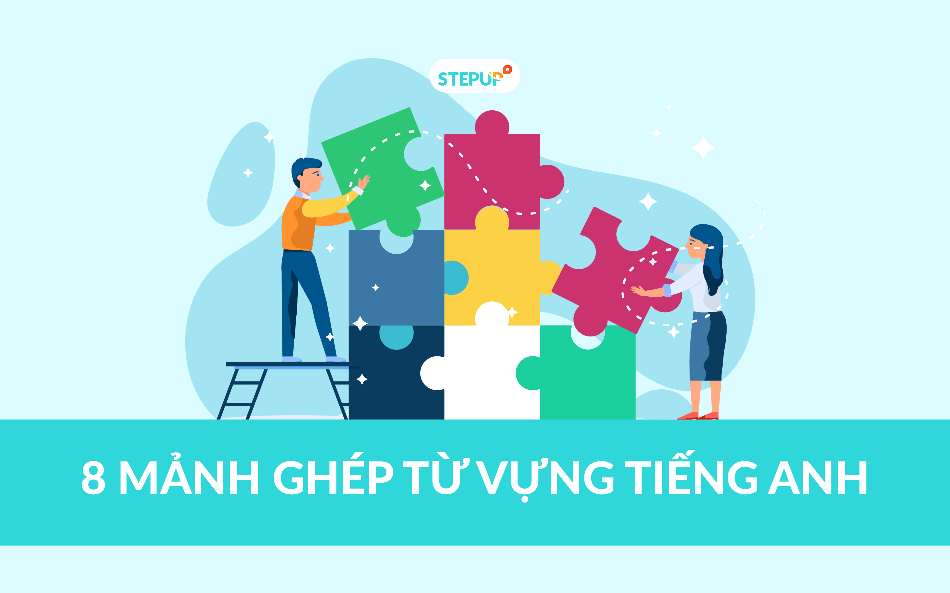 STEPUP
8 MẢNH GHÉP TỪ VỰNG TIẾNG ANH